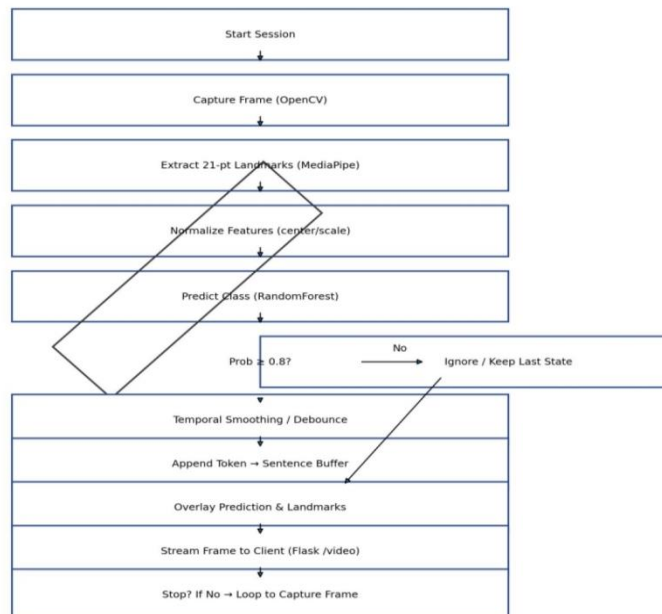 Start Session
Capture Frame (OpenCV)
Extract 21-pt Landmarks (MediaPipe)
Normalize Features (center/scale)
Predict Class (RandomForest)
No
Prob ≥ 0.8?
Ignore / Keep Last State
Temporal Smoothing / Debounce
Append Token → Sentence Buffer
Overlay Prediction & Landmarks
Stream Frame to Client (Flask /video)
Stop? If No → Loop to Capture Frame